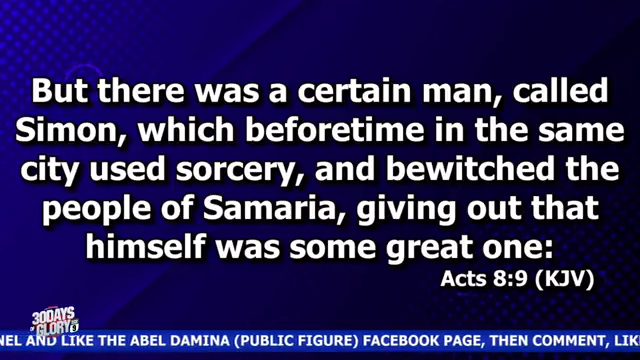 But there was a certain man, called
Simon, which beforetime in the same
city used sorcery, and bewitched the
people of Samaria, giving out that
himself was some great one:
Acts 8:9 (KJV)
30DAYS
OF
GLORY
NEL AND LIKE THE ABEL DAMINA (PUBLIC FIGURE) FACEBOOK PAGE, THEN COMMENT, LIK